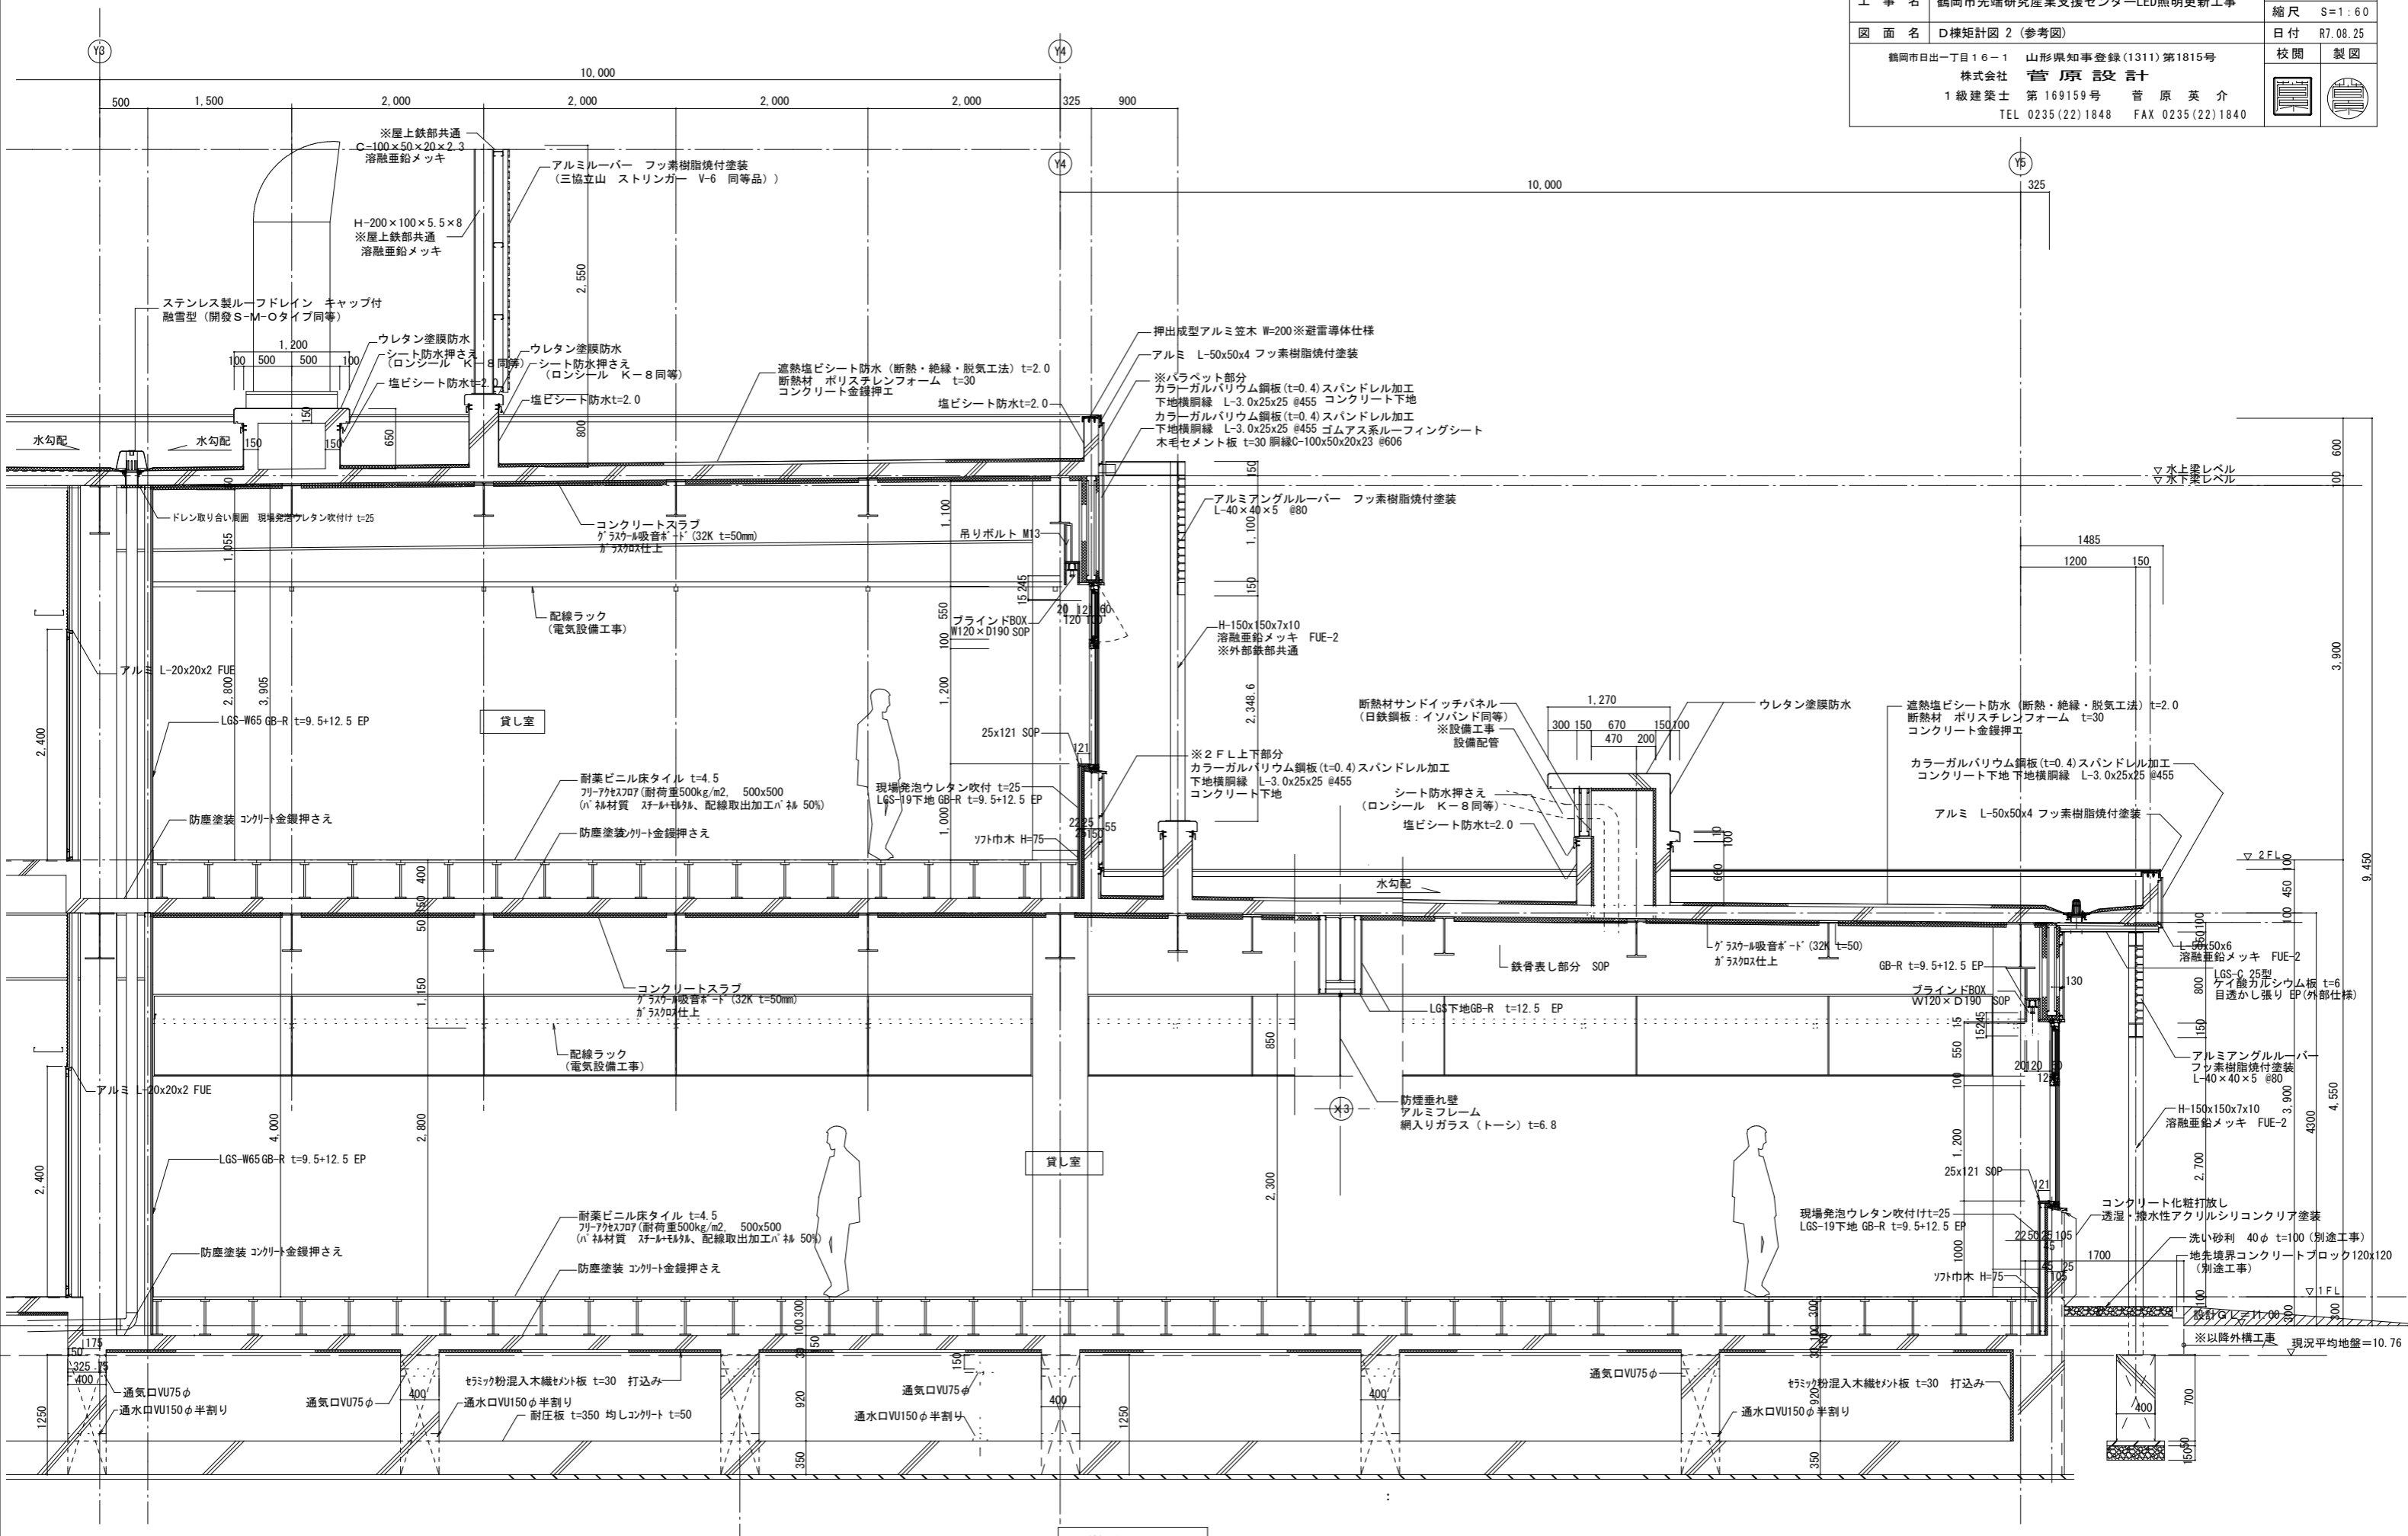 工 事 名 鶴岡市先端研究産業支援センターLED照明更新工事
縮尺 S=1:60
図 面 名 D棟矩計図 2 (参考図)
日付 R7.08.25
鶴岡市日出一丁目16-1 山形県知事登録(1311)第1815号
校閲 製図
株式会社 菅原設計
1級建築士 第169159号 菅 原 英 介
TEL 0235(22)1848 FAX 0235(22)1840
Y3
Y4
10,000
500 1,500 2,000 2,000 2,000 2,000 325 900
Y4
Y5
10,000
325
※屋上鉄部共通
C-100×50×20×2.3
溶融亜鉛メッキ
アルミルーバー フッ素樹脂焼付塗装
(三協立山 ストリンガー V-6 同等品))
H-200×100×5.5×8
※屋上鉄部共通
溶融亜鉛メッキ
2,550
ステンレス製ルーフドレイン キャップ付
融雪型 (開發S-M-Oタイプ同等)
1,200
100 500 500 100
ウレタン塗膜防水
シート防水押さえ
(ロンシール K-8同等)
塩ビシート防水t=2.0
ウレタン塗膜防水
シート防水押さえ
(ロンシール K-8同等)
塩ビシート防水t=2.0
遮熱塩ビシート防水 (断熱・絶縁・脱気工法) t=2.0
断熱材 ポリスチレンフォーム t=30
コンクリート金鏝押エ
塩ビシート防水t=2.0
押出成型アルミ笠木 W=200※避雷導体仕様
アルミ L-50x50x4 フッ素樹脂焼付塗装
※パラペット部分
カラーガルバリウム鋼板(t=0.4)スパンドレル加工
下地横胴縁 L-3.0x25x25 @455 コンクリート下地
カラーガルバリウム鋼板(t=0.4)スパンドレル加工
下地横胴縁 L-3.0x25x25 @455 ゴムアス系ルーフィングシート
木毛セメント板 t=30 胴縁C-100x50x20x23 @606
水勾配
水勾配
150
150
150
650
800
150
600
100
▽ 水上梁レベル
▽ 水下梁レベル
ドレン取り合い周囲 現場発泡ウレタン吹付け t=25
1,055
コンクリートスラブ
グラスウール吸音ボード(32K t=50mm)
ガラスクロス仕上
1,100
吊りボルト M13
アルミアングルルーバー フッ素樹脂焼付塗装
L-40×40×5 @80
1,100
150
1485
1200 150
配線ラック
(電気設備工事)
550
100
15 245
ブラインドBOX
W120×D190 SOP
H-150x150x7x10
溶融亜鉛メッキ FUE-2
※外部鉄部共通
アルミ L-20x20x2 FUE
2,400
2,800
3,905
LGS-W65 GB-R t=9.5+12.5 EP
貸し室
1,200
25x121 SOP
121
2,348.6
3,900
9,450
断熱材サンドイッチパネル
(日鉄鋼板:イソバンド同等)
※設備工事
設備配管
1,270
300 150 670 150 100
470 200
ウレタン塗膜防水
遮熱塩ビシート防水 (断熱・絶縁・脱気工法) t=2.0
断熱材 ポリスチレンフォーム t=30
コンクリート金鏝押エ
カラーガルバリウム鋼板(t=0.4)スパンドレル加工
コンクリート下地 下地横胴縁 L-3.0x25x25 @455
アルミ L-50x50x4 フッ素樹脂焼付塗装
※2FL上下部分
カラーガルバリウム鋼板(t=0.4)スパンドレル加工
下地横胴縁 L-3.0x25x25 @455
コンクリート下地
シート防水押さえ
(ロンシール K-8同等)
塩ビシート防水t=2.0
耐薬ビニル床タイル t=4.5
フリーアクセスフロア(耐荷重500kg/m2, 500x500
(パネル材質 スチール+モルタル、配線取出加工パネル 50%)
防塵塗装 コンクリート金鏝押さえ
防塵塗装 コンクリート金鏝押さえ
現場発泡ウレタン吹付 t=25
LGS-19下地 GB-R t=9.5+12.5 EP
ソフト巾木 H=75
1,000
55
10
100
660
水勾配
▽ 2FL
100
450
100
400
50
1,150
コンクリートスラブ
グラスウール吸音ボード(32K t=50mm)
ガラスクロス仕上
配線ラック
(電気設備工事)
鉄骨表し部分 SOP
グラスウール吸音ボード(32K t=50)
ガラスクロス仕上
LGS下地GB-R t=12.5 EP
850
防煙垂れ壁
アルミフレーム
網入りガラス (トーシ) t=6.8
X3
GB-R t=9.5+12.5 EP
ブラインドBOX
W120×D190 SOP
130
L-50x50x6
溶融亜鉛メッキ FUE-2
LGS-C 25型
ケイ酸カルシウム板 t=6
目透かし張り EP(外部仕様)
800
150
アルミアングルルーバー
フッ素樹脂焼付塗装
L-40×40×5 @80
H-150x150x7x10
溶融亜鉛メッキ FUE-2
3,900
4300
4,550
アルミ L-20x20x2 FUE
2,400
4,000
2,800
LGS-W65 GB-R t=9.5+12.5 EP
貸し室
2,300
550
100
1,200
25x121 SOP
121
2,700
コンクリート化粧打放し
透湿・撥水性アクリルシリコンクリア塗装
洗い砂利 40φ t=100 (別途工事)
地先境界コンクリートブロック120x120
(別途工事)
1700
耐薬ビニル床タイル t=4.5
フリーアクセスフロア(耐荷重500kg/m2, 500x500
(パネル材質 スチール+モルタル、配線取出加工パネル 50%)
防塵塗装 コンクリート金鏝押さえ
防塵塗装 コンクリート金鏝押さえ
現場発泡ウレタン吹付けt=25
LGS-19下地 GB-R t=9.5+12.5 EP
ソフト巾木 H=75
1000
▽1FL
設計GL=11.00
※以降外構工事
現況平均地盤=10.76
100
300
300
175
325 75
400
1250
通気口VU75φ
通水口VU150φ半割り
通気口VU75φ
400
セラミック粉混入木繊セメント板 t=30 打込み
通水口VU150φ半割り
耐圧板 t=350 均しコンクリート t=50
920
350
150
通気口VU75φ
通水口VU150φ半割り
400
1250
400
通気口VU75φ
通水口VU150φ半割り
セラミック粉混入木繊セメント板 t=30 打込み
920
350
400
700